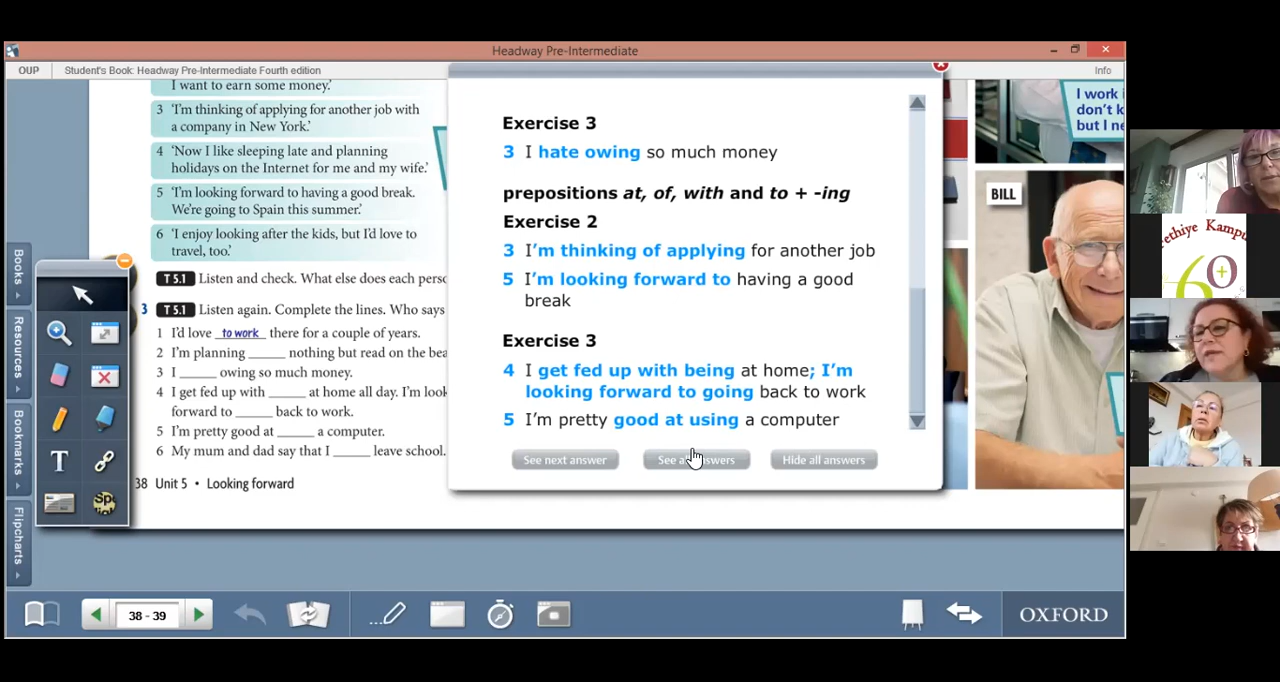 Headway Pre-Intermediate
OUP
Student's Book: Headway Pre-Intermediate Fourth edition
Info
I want to earn some money.'
3 'I'm thinking of applying for another job with
a company in New York.'
4 'Now I like sleeping late and planning
holidays on the Internet for me and my wife.'
5 'I'm looking forward to having a good break.
We're going to Spain this summer.'
6 'I enjoy looking after the kids, but I'd love to
travel, too.'
T 5.1 Listen and check. What else does each perso
3 T 5.1 Listen again. Complete the lines. Who says
1 I'd love to work there for a couple of years.
2 I'm planning ______ nothing but read on the bea
3 I ______ owing so much money.
4 I get fed up with ______ at home all day. I'm look
forward to ______ back to work.
5 I'm pretty good at ______ a computer.
6 My mum and dad say that I ______ leave school.
38 Unit 5 • Looking forward
Exercise 3
3 I hate owing so much money
prepositions at, of, with and to + -ing
Exercise 2
3 I'm thinking of applying for another job
5 I'm looking forward to having a good
break
Exercise 3
4 I get fed up with being at home; I'm
looking forward to going back to work
5 I'm pretty good at using a computer
See next answer
See a swers
Hide all answers
I work i
don't k
but I ne
BILL
Books
Resources
Bookmarks
Flipcharts
T
Sp
38 - 39
OXFORD
ethiye Kampü
60